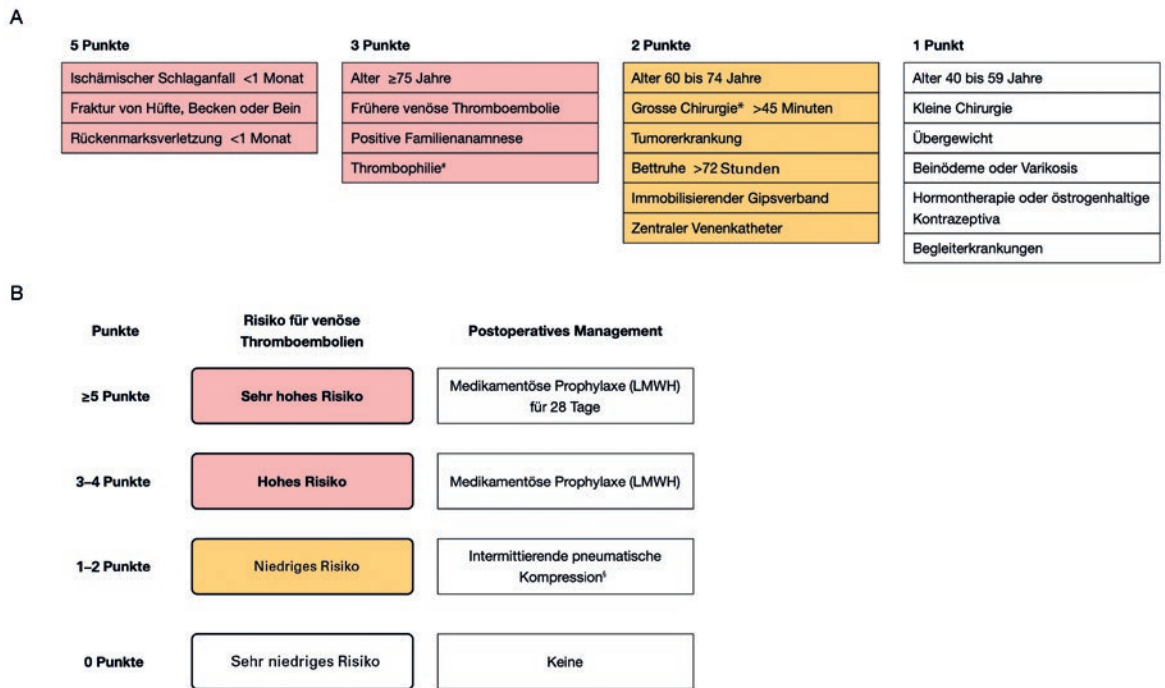 A
5 Punkte
Ischämischer Schlaganfall <1 Monat
Fraktur von Hüfte, Becken oder Bein
Rückenmarksverletzung <1 Monat
3 Punkte
Alter ≥75 Jahre
Frühere venöse Thromboembolie
Positive Familienanamnese
Thrombophilie#
2 Punkte
Alter 60 bis 74 Jahre
Grosse Chirurgie* >45 Minuten
Tumorerkrankung
Bettruhe >72 Stunden
Immobilisierender Gipsverband
Zentraler Venenkatheter
1 Punkt
Alter 40 bis 59 Jahre
Kleine Chirurgie
Übergewicht
Beinödeme oder Varikosis
Hormontherapie oder östrogenhaltige
Kontrazeptiva
Begleiterkrankungen
B
Punkte
Risiko für venöse
Thromboembolien
Postoperatives Management
≥5 Punkte
Sehr hohes Risiko
Medikamentöse Prophylaxe (LMWH)
für 28 Tage
3–4 Punkte
Hohes Risiko
Medikamentöse Prophylaxe (LMWH)
1–2 Punkte
Niedriges Risiko
Intermittierende pneumatische
Kompression§
0 Punkte
Sehr niedriges Risiko
Keine